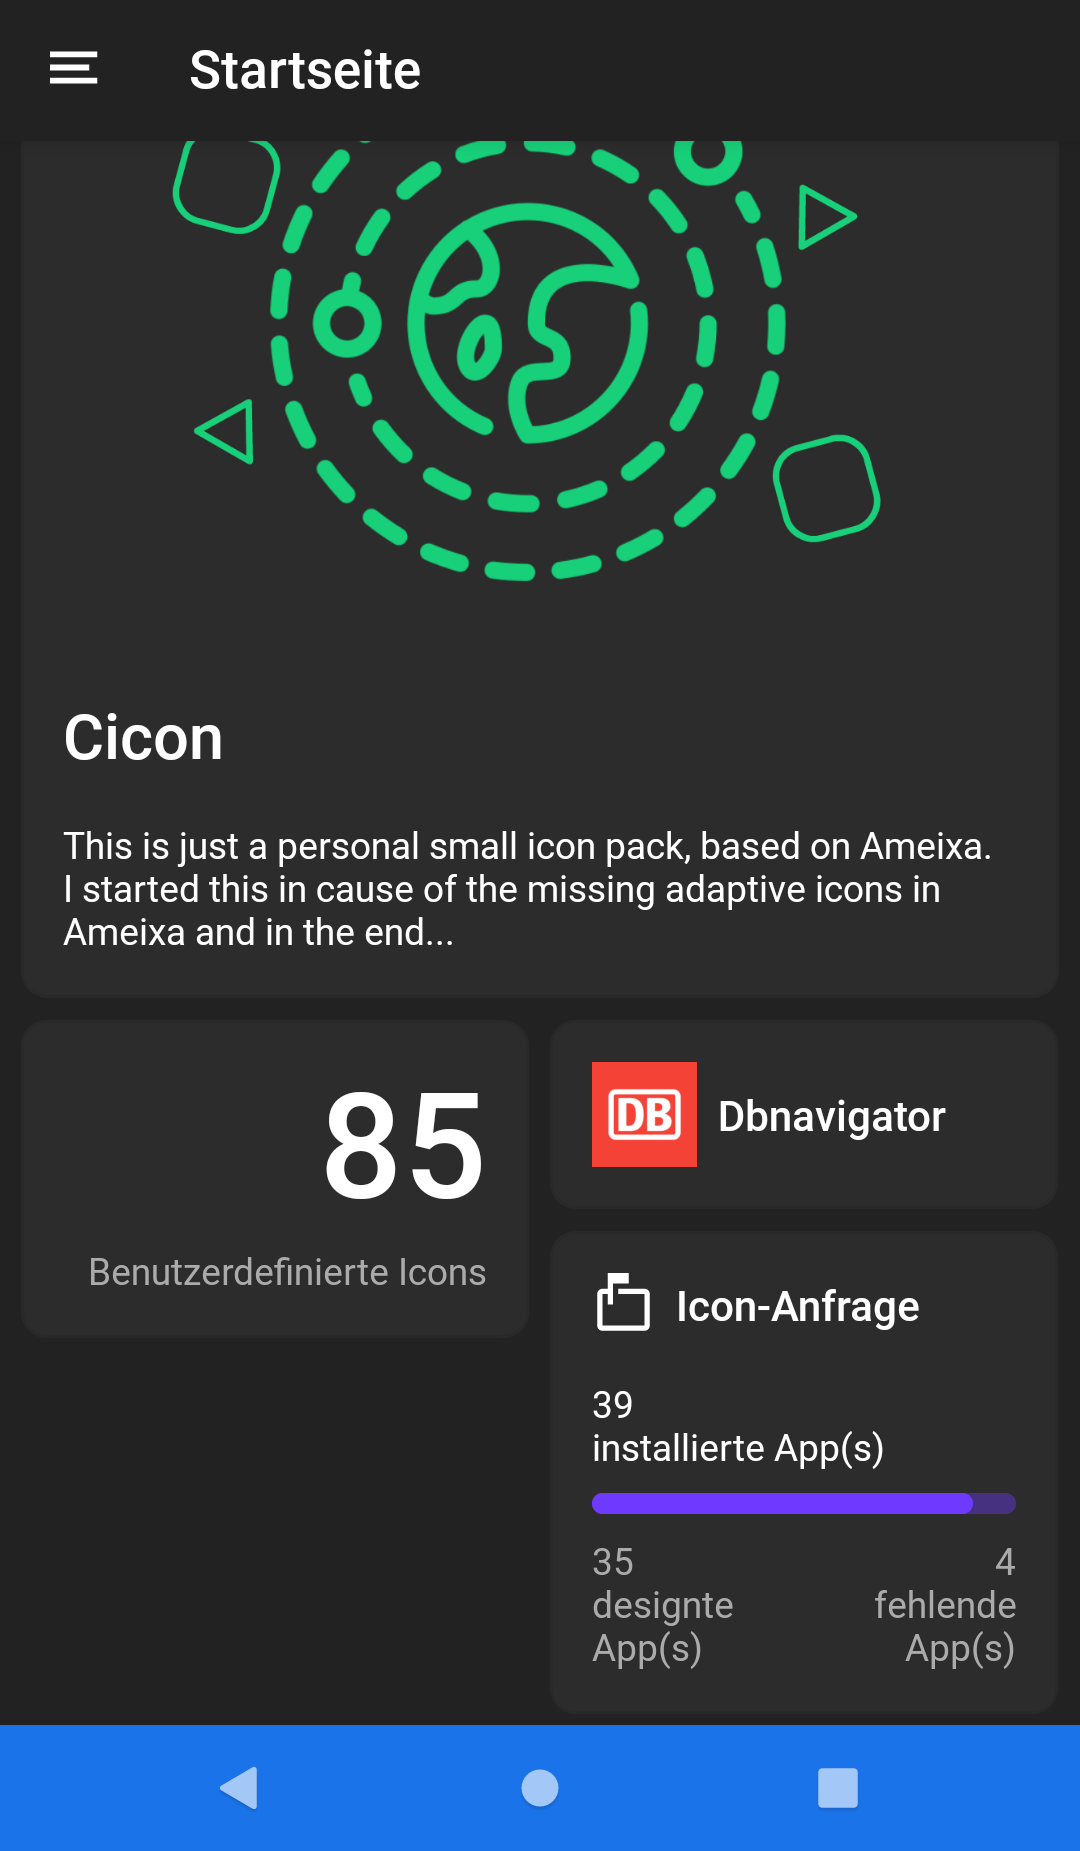 Startseite
Cicon
This is just a personal small icon pack, based on Ameixa.
I started this in cause of the missing adaptive icons in
Ameixa and in the end...
85
Benutzerdefinierte Icons
DB
Dbnavigator
Icon-Anfrage
39
installierte App(s)
35
designte
App(s)
4
fehlende
App(s)